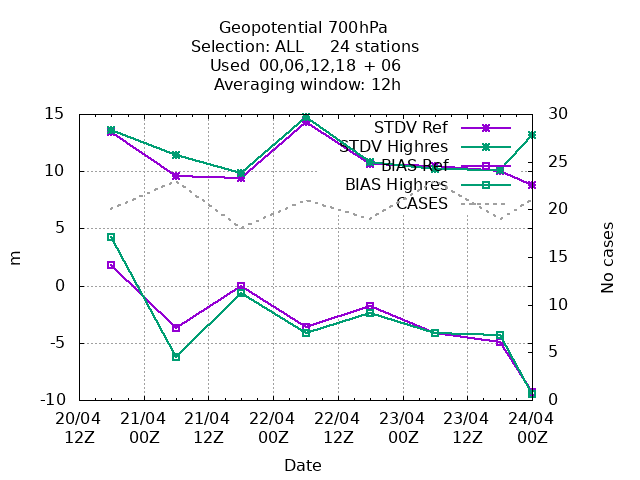 Geopotential 700hPa
Selection: ALL     24 stations
Used  00,06,12,18 + 06
Averaging window: 12h
15
10
5
0
-5
-10
m
30
25
20
15
10
5
0
No cases
STDV Ref
STDV Highres
BIAS Ref
BIAS Highres
CASES
20/04 12Z
21/04 00Z
21/04 12Z
22/04 00Z
22/04 12Z
23/04 00Z
23/04 12Z
24/04 00Z
Date